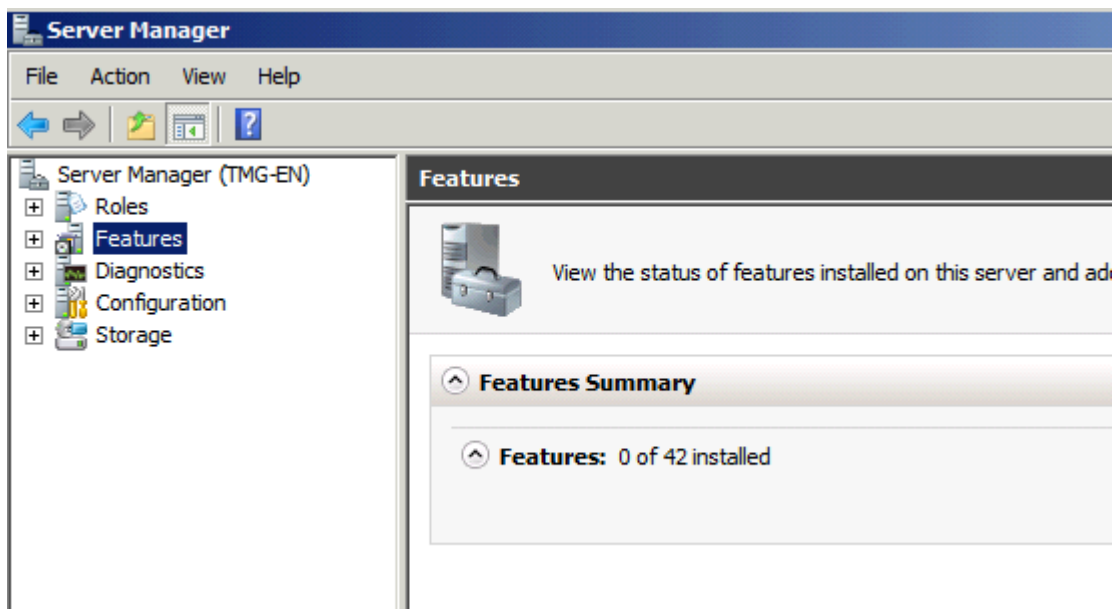 Server Manager
File Action View Help
Server Manager (TMG-EN)
Roles
Features
Diagnostics
Configuration
Storage
Features
View the status of features installed on this server and
Features Summary
Features: 0 of 42 installed